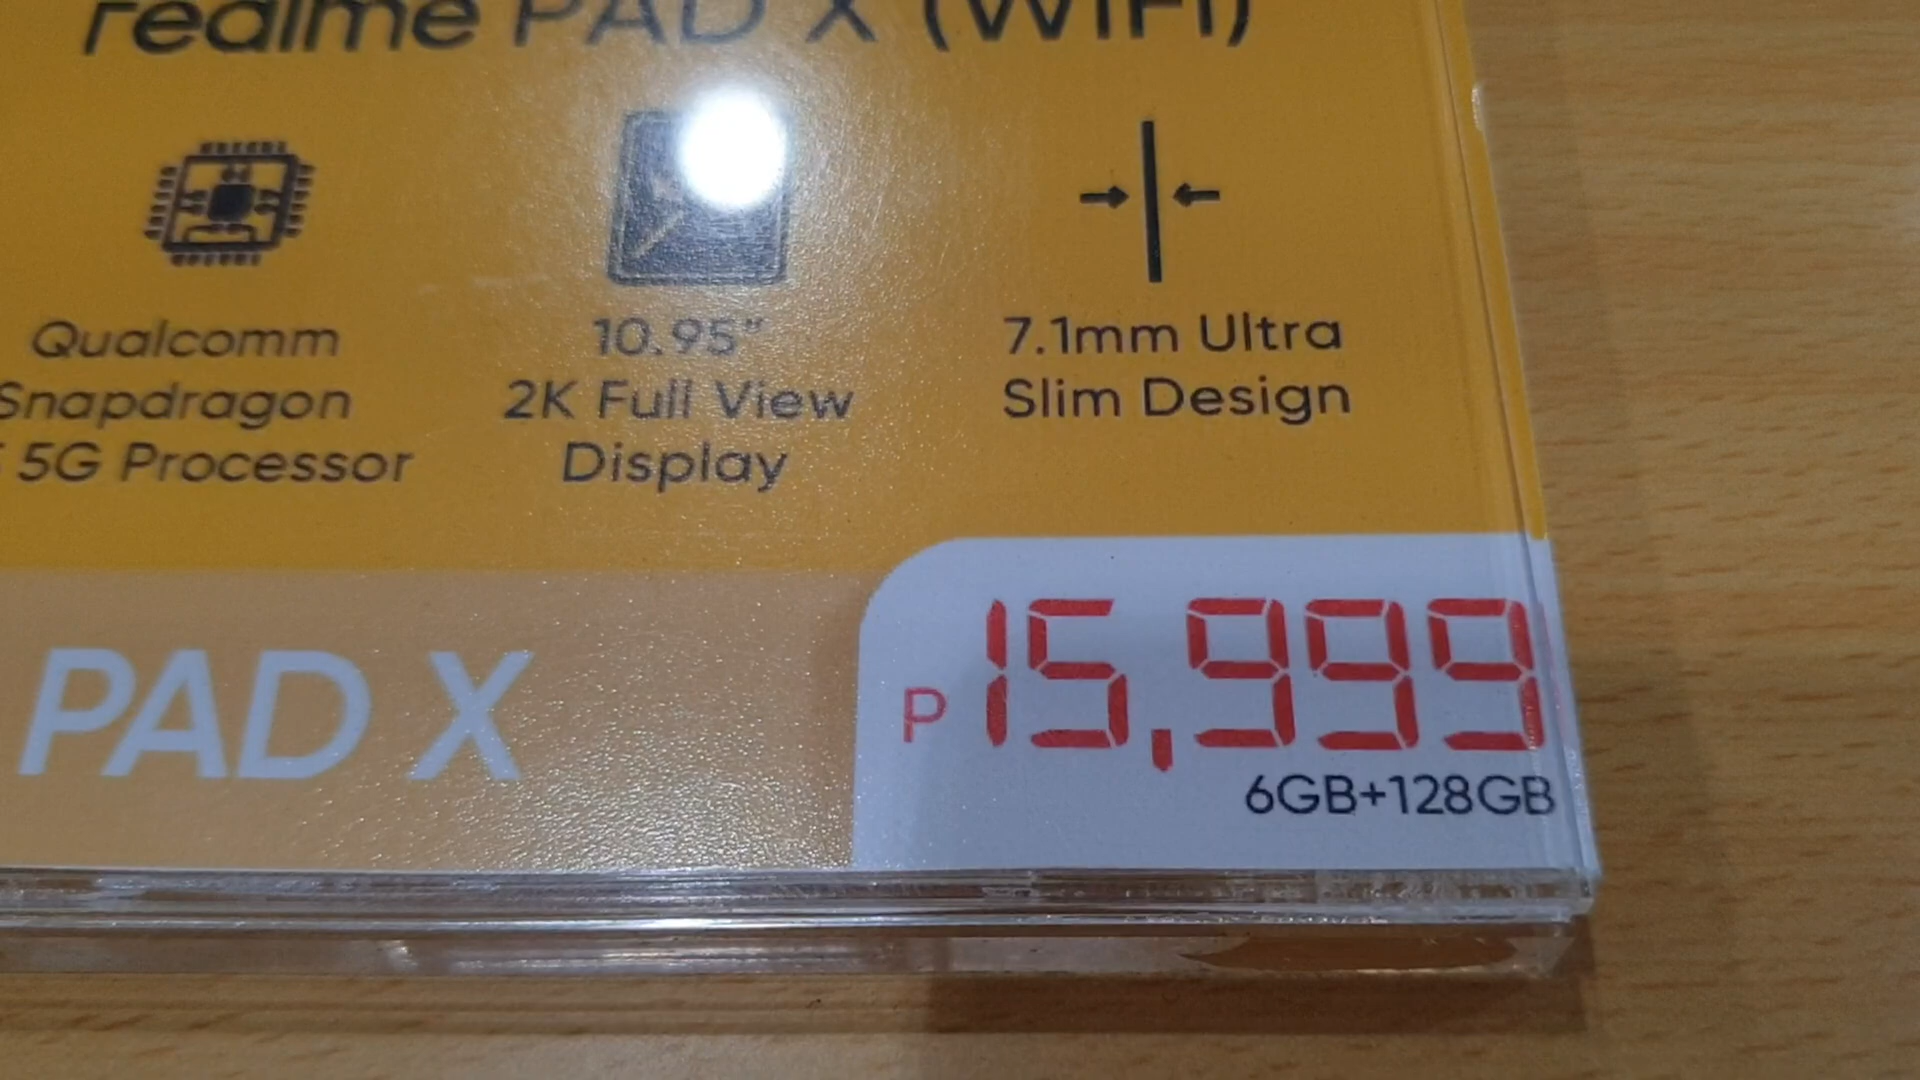 realme PAD X (WIFI)
Qualcomm
Snapdragon
5G Processor
10.95"
2K Full View
Display
7.1mm Ultra
Slim Design
PAD X
P 15,999
6GB+128GB